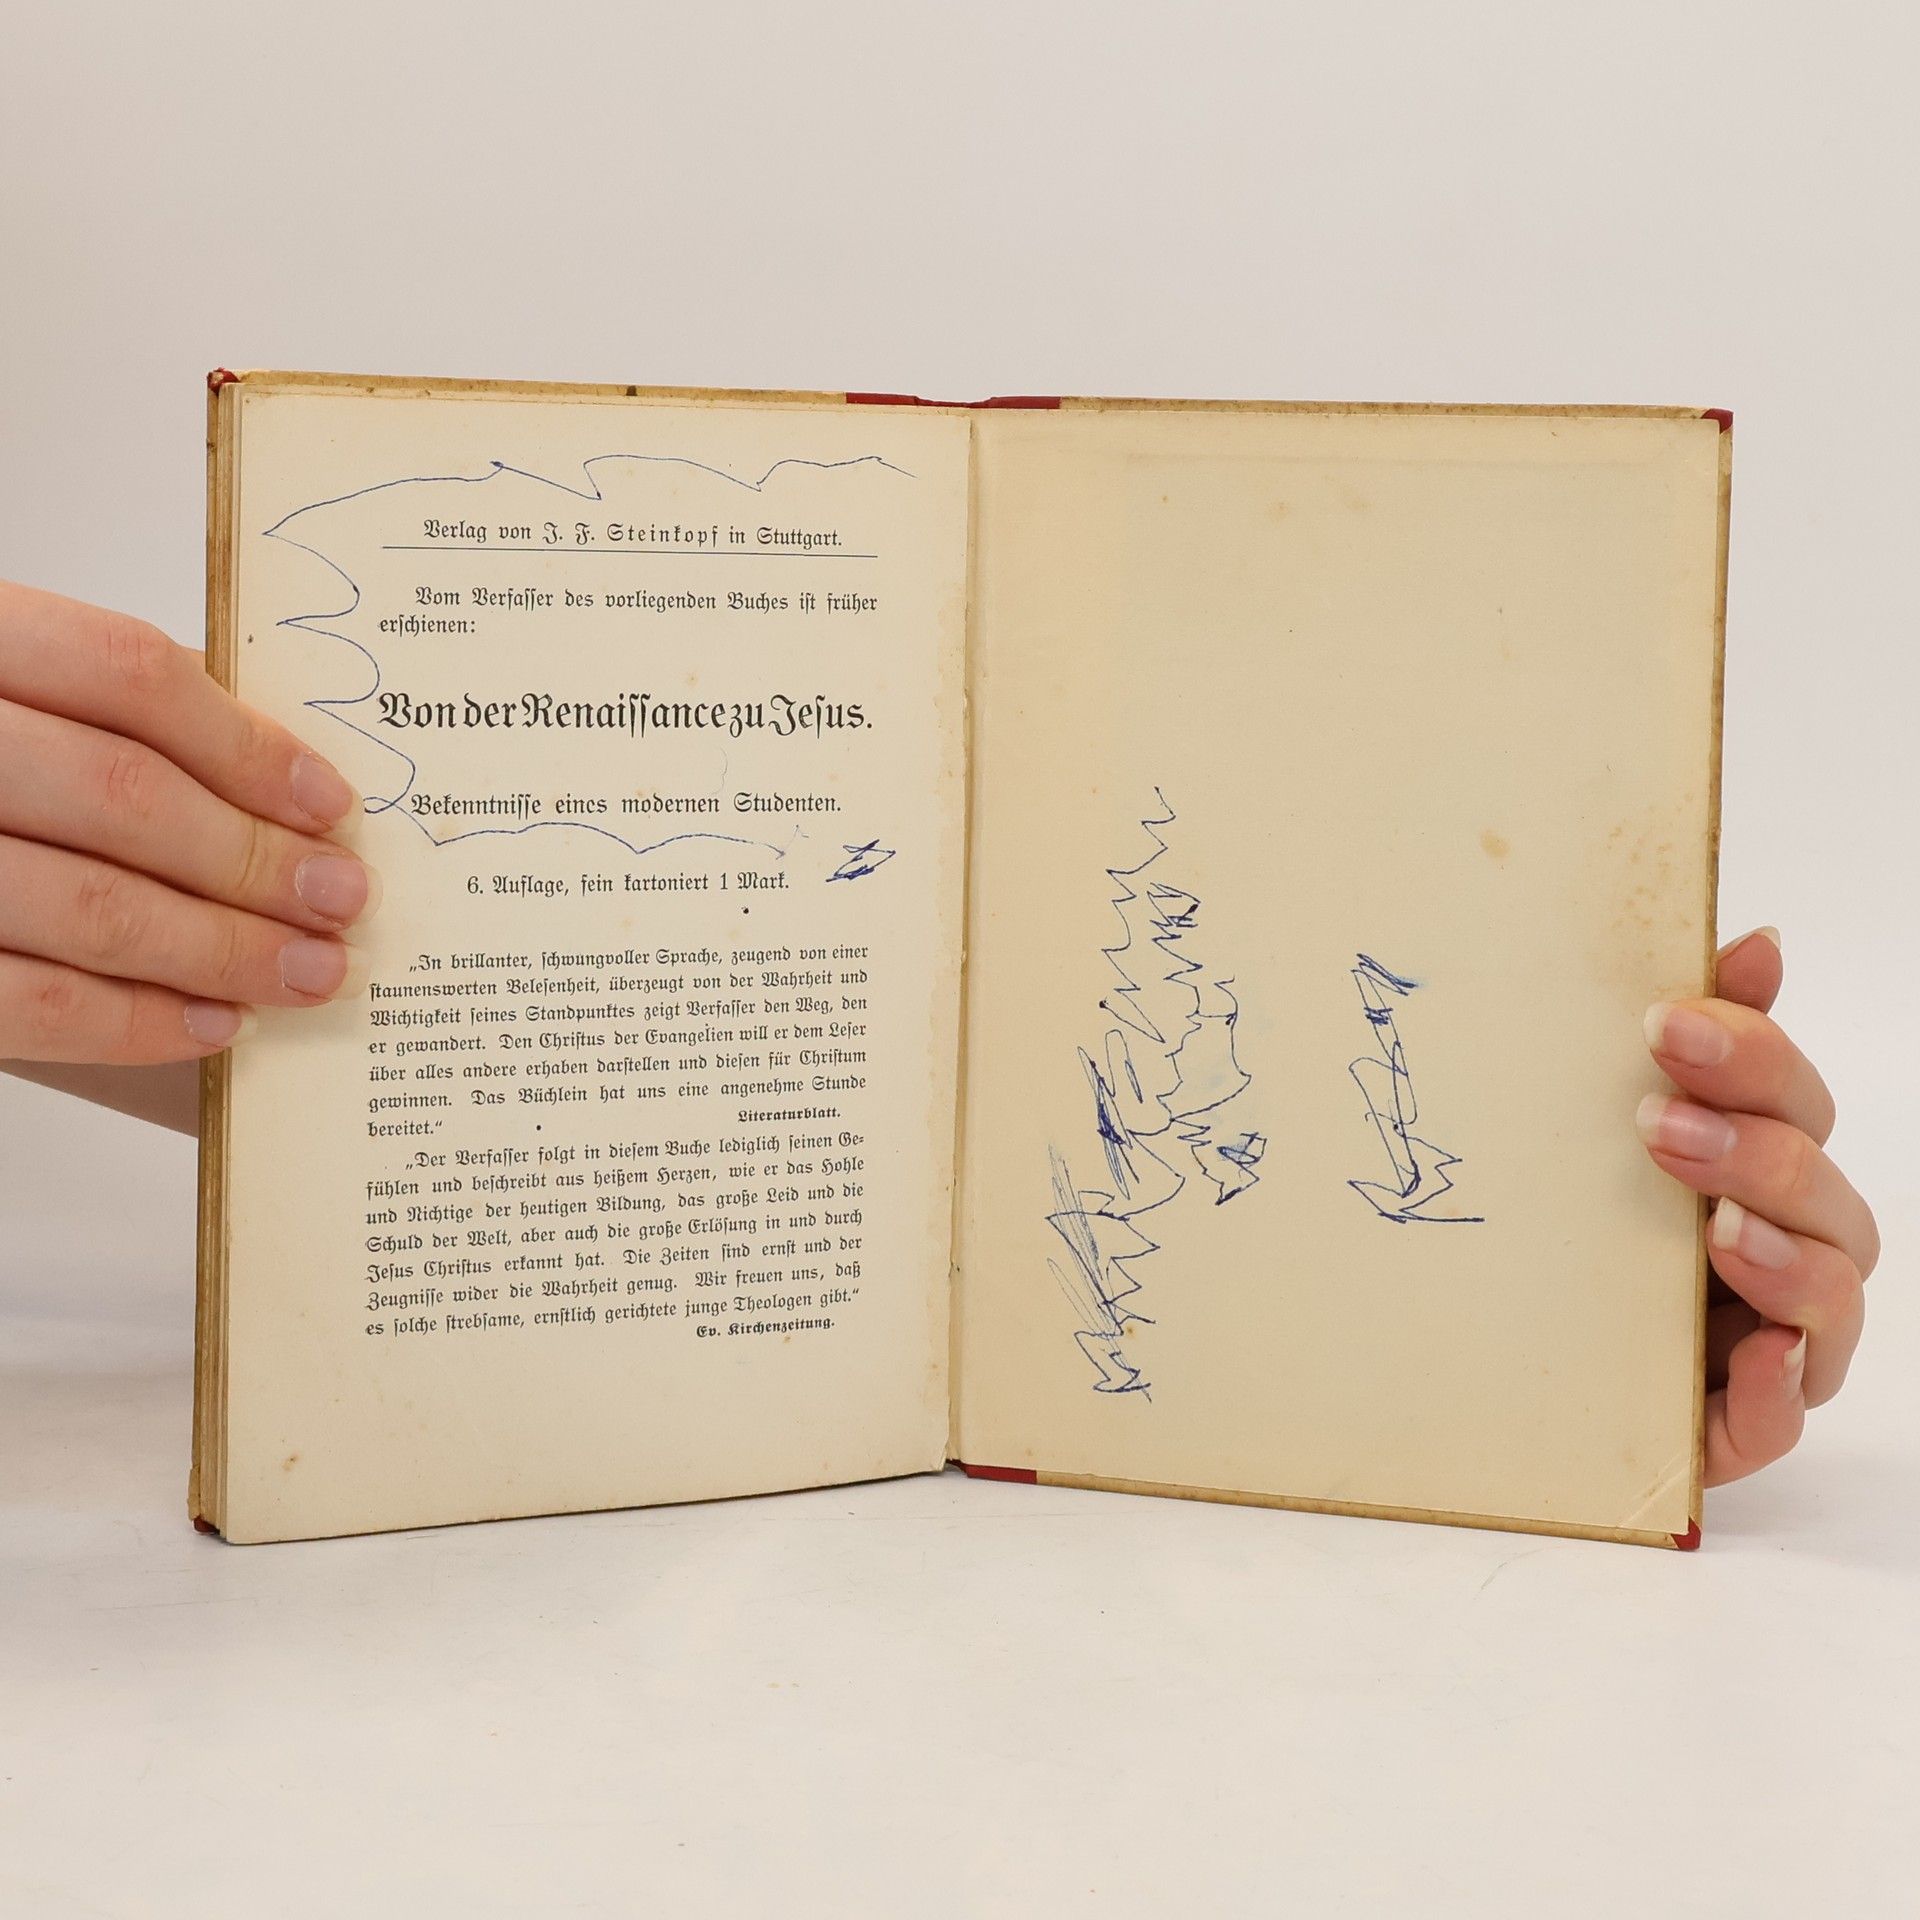 Verlag von J. F. Steinkopf in Stuttgart.
Vom Verfaſſer des vorliegenden Buches iſt früher
erſchienen:
Von der Renaiſſance zu Jeſus.
Bekenntniſſe eines modernen Studenten.
6. Auflage, fein kartoniert 1 Mark.
„In brillanter, ſchwungvoller Sprache, zeugend von einer
ſtaunenswerten Beleſenheit, überzeugt von der Wahrheit und
Wichtigkeit ſeines Standpunktes zeigt Verfaſſer den Weg, den
er gewandert. Den Chriſtus der Evangelien will er dem Leſer
über alles andere erhaben darſtellen und dieſen für Chriſtum
gewinnen. Das Büchlein hat uns eine angenehme Stunde
bereitet.“
Literaturblatt.
„Der Verfaſſer folgt in dieſem Buche lediglich ſeinen Ge-
fühlen und beſchreibt aus heißem Herzen, wie er das Hohle
und Nichtige der heutigen Bildung, das große Leid und die
Schuld der Welt, aber auch die große Erlöſung in und durch
Jeſus Chriſtus erkannt hat. Die Zeiten ſind ernſt und der
Zeugniſſe wider die Wahrheit genug. Wir freuen uns, daß
es ſolche ſtrebſame, ernſtlich gerichtete junge Theologen gibt.“
Ev. Kirchenzeitung.